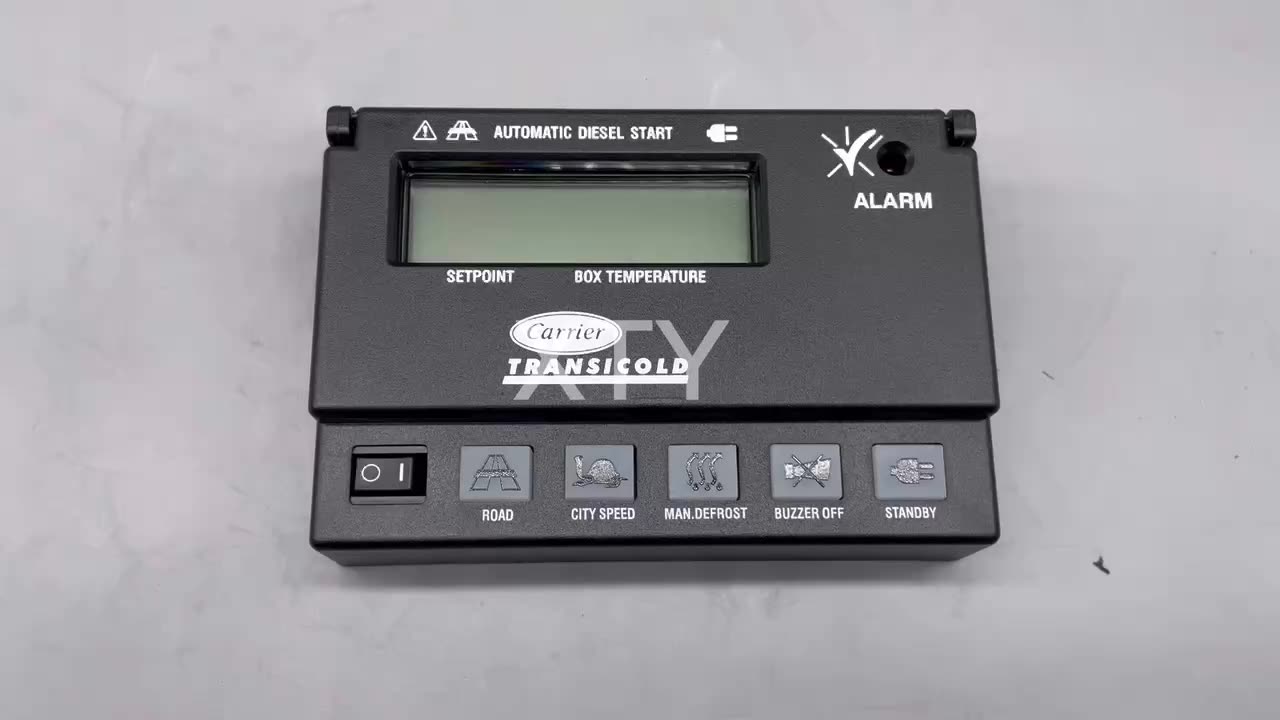 AUTOMATIC DIESEL START
ALARM
SETPOINT BOX TEMPERATURE
Carrier
TRANSICOLD
XTY
O I
ROAD CITY SPEED MAN.DEFROST BUZZER OFF STANDBY